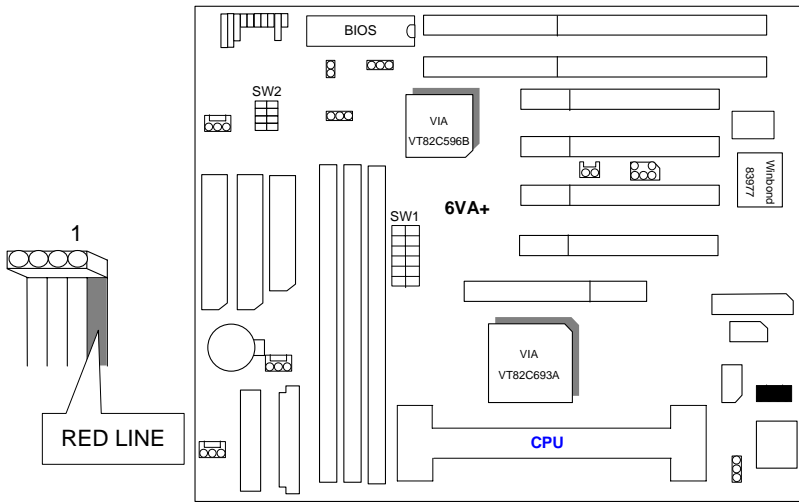 BIOS
SW2
VIA
VT82C596B
Winbond
83977
6VA+
SW1
1
VIA
VT82C693A
RED LINE
CPU